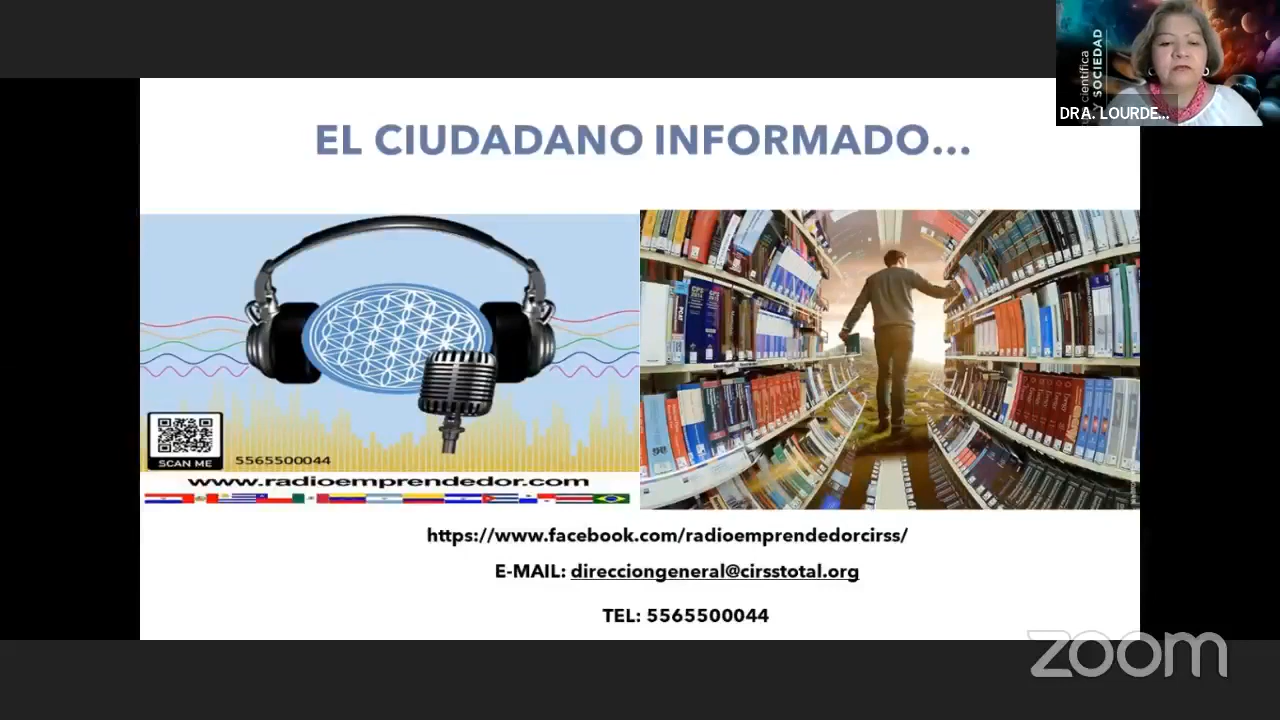 científica
y SOCIEDAD
DRA. LOURDE...
EL CIUDADANO INFORMADO...
SCAN ME
5565500044
www.radioemprendedor.com
https://www.facebook.com/radioemprendedorcirss/
E-MAIL: direcciongeneral@cirsstotal.org
TEL: 5565500044
zoom